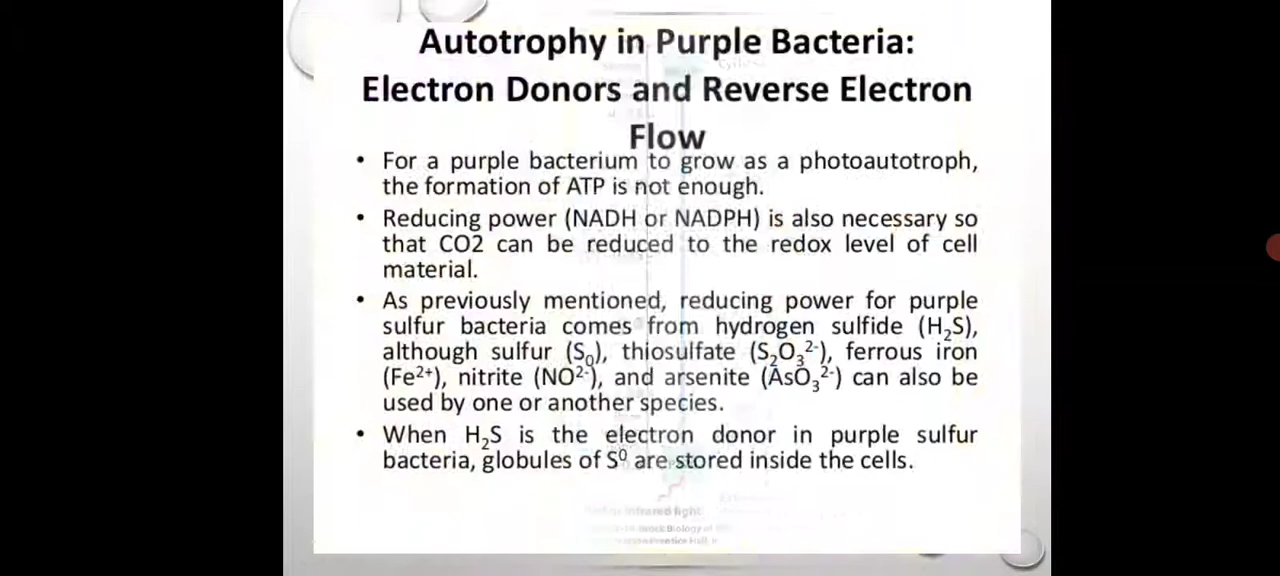 Autotrophy in Purple Bacteria:
Electron Donors and Reverse Electron
Flow
• For a purple bacterium to grow as a photoautotroph,
the formation of ATP is not enough.
• Reducing power (NADH or NADPH) is also necessary so
that CO2 can be reduced to the redox level of cell
material.
• As previously mentioned, reducing power for purple
sulfur bacteria comes from hydrogen sulfide (H₂S),
although sulfur (S₀), thiosulfate (S₂O₃²⁻), ferrous iron
(Fe²⁺), nitrite (NO²⁻), and arsenite (AsO₃²⁻) can also be
used by one or another species.
• When H₂S is the electron donor in purple sulfur
bacteria, globules of S⁰ are stored inside the cells.
infrared light